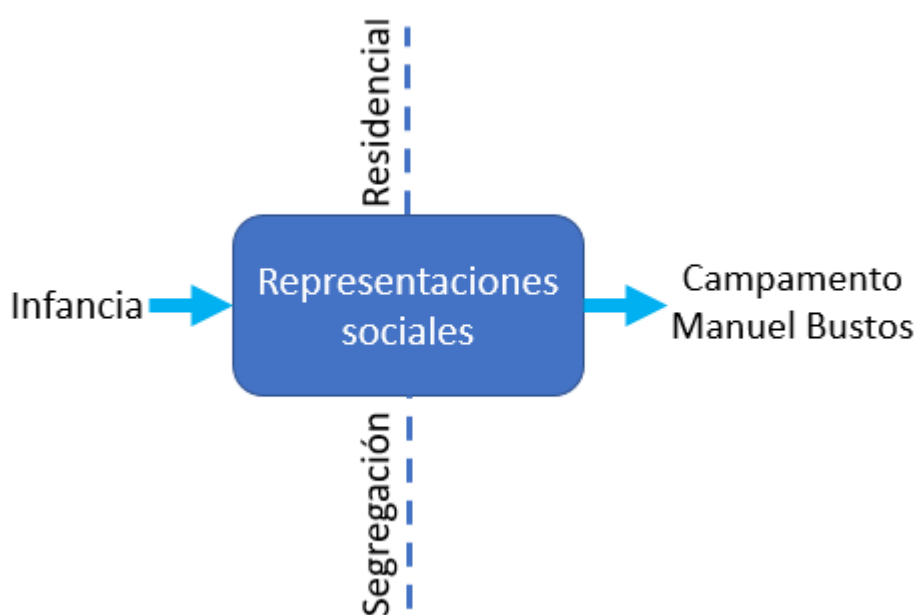 Residencial
Infancia
Representaciones
sociales
Campamento
Manuel Bustos
Segregación